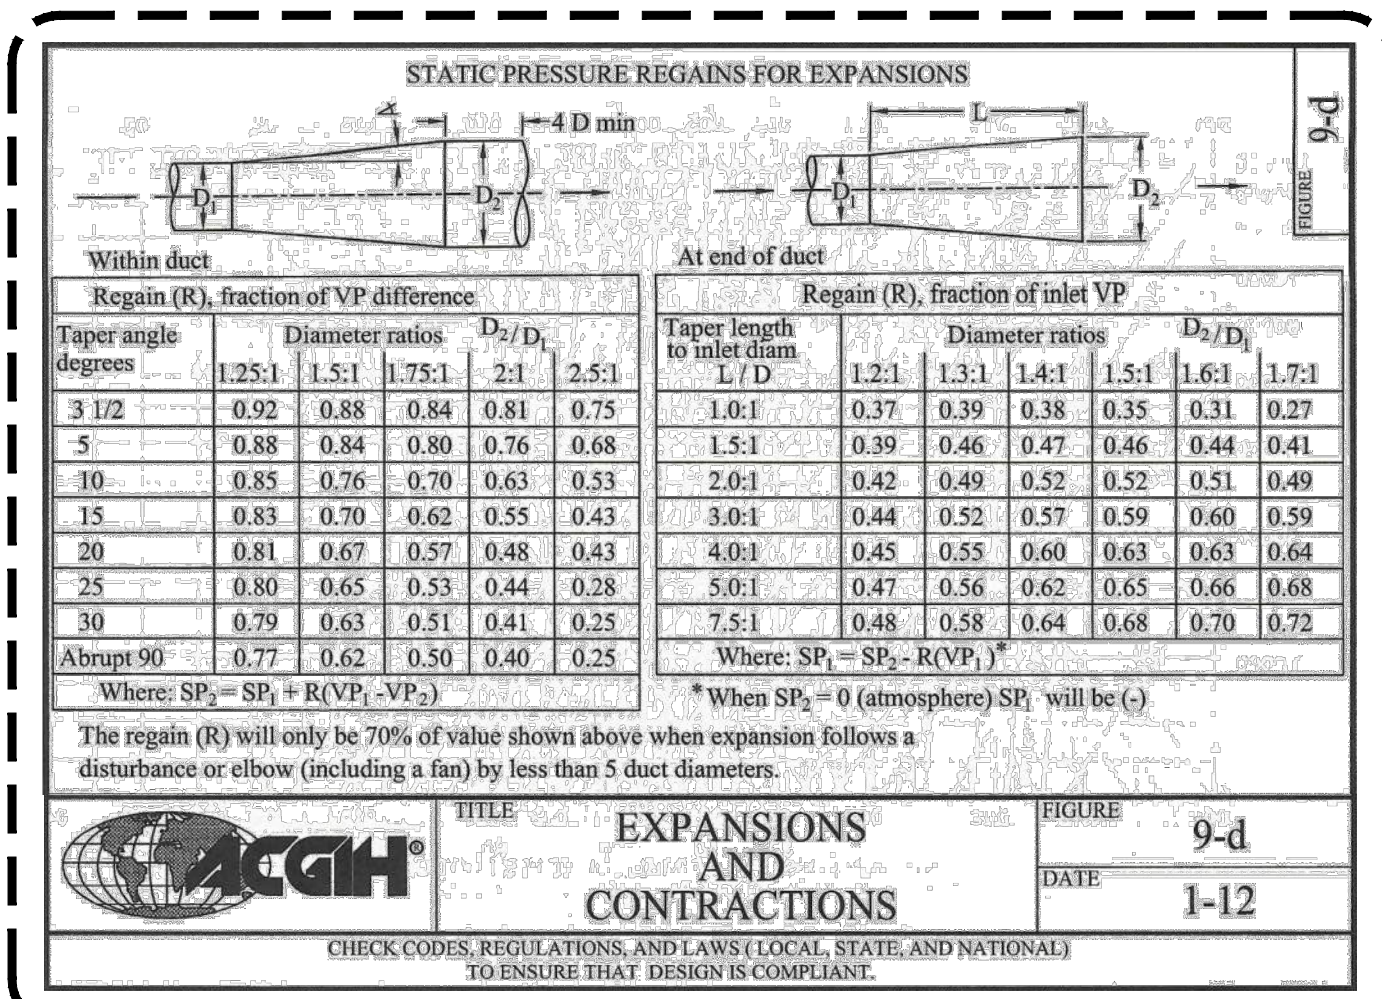 STATIC PRESSURE REGAINS FOR EXPANSIONS
FIGURE 9-d
X
4 D min
D1
D2
L
D1
D2
Within duct
At end of duct
Regain (R), fraction of VP difference
Taper angle degrees
Diameter ratios D2/D1
1.25:1 1.5:1 1.75:1 2:1 2.5:1
3 1/2 0.92 0.88 0.84 0.81 0.75
5 0.88 0.84 0.80 0.76 0.68
10 0.85 0.76 0.70 0.63 0.53
15 0.83 0.70 0.62 0.55 0.43
20 0.81 0.67 0.57 0.48 0.43
25 0.80 0.65 0.53 0.44 0.28
30 0.79 0.63 0.51 0.41 0.25
Abrupt 90 0.77 0.62 0.50 0.40 0.25
Where: SP2 = SP1 + R(VP1 -VP2)
Regain (R), fraction of inlet VP
Taper length
to inlet diam
L / D
Diameter ratios D2/D1
1.2:1 1.3:1 1.4:1 1.5:1 1.6:1 1.7:1
1.0:1 0.37 0.39 0.38 0.35 0.31 0.27
1.5:1 0.39 0.46 0.47 0.46 0.44 0.41
2.0:1 0.42 0.49 0.52 0.52 0.51 0.49
3.0:1 0.44 0.52 0.57 0.59 0.60 0.59
4.0:1 0.45 0.55 0.60 0.63 0.63 0.64
5.0:1 0.47 0.56 0.62 0.65 0.66 0.68
7.5:1 0.48 0.58 0.64 0.68 0.70 0.72
Where: SP1 = SP2 - R(VP1)*
*When SP2 = 0 (atmosphere) SP1 will be (-)
The regain (R) will only be 70% of value shown above when expansion follows a
disturbance or elbow (including a fan) by less than 5 duct diameters.
ACGIH®
TITLE
EXPANSIONS
AND
CONTRACTIONS
FIGURE
9-d
DATE
1-12
CHECK CODES, REGULATIONS, AND LAWS ( LOCAL, STATE, AND NATIONAL)
TO ENSURE THAT DESIGN IS COMPLIANT.